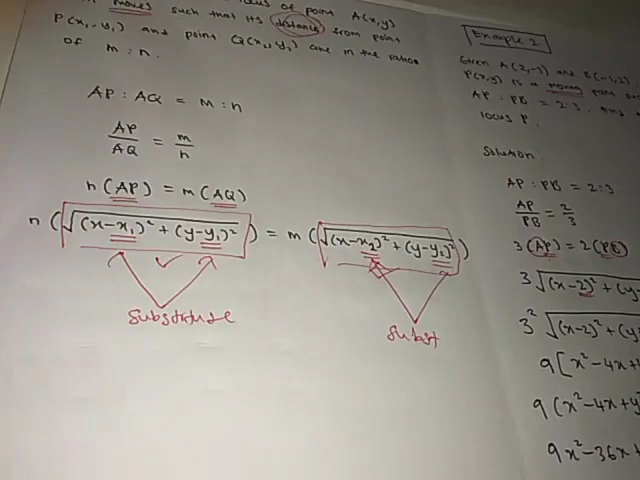 moves such that its distance from point
P(x₁, y₁) and point Q(x₂, y₂) are in the ratio
of m : n.
AP : AQ = m : n
AP/AQ = m/n
n (AP) = m (AQ)
n (√(x-x₁)² + (y-y₁)²) = m (√(x-x₂)² + (y-y₂)²)
substitute
subst
Example 2
Given A(2,-3) and
P(x,y) is a moving point
AP : PB = 2:3.
locus P.
Solution:
AP : PB = 2:3
AP/PB = 2/3
3 (AP) = 2 (PB)
3 √(x-2)² + (y-
3² √(x-2)² + (y-
9 [x² - 4x +
9 (x² - 4x +
9x² - 36x +